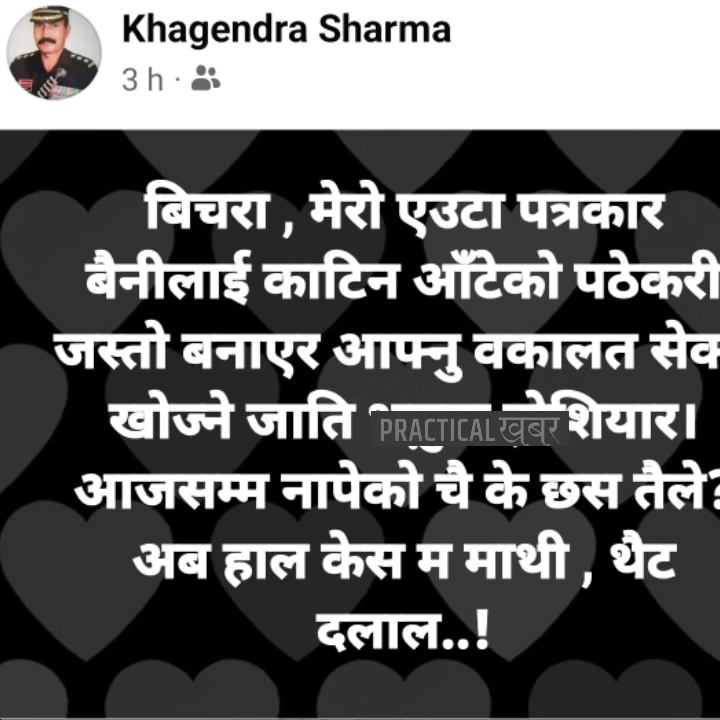 Khagendra Sharma
3 h ·
बिचरा , मेरो एउटा पत्रकार
बैनीलाई काटिन आँटेको पठेकरी
जस्तो बनाएर आफ्नु वकालत
खोज्ने जाति
PRACTICAL खबर
आजसम्म नापेको चै के छस तैले?
अब हाल केस म माथी , थैट
दलाल..!